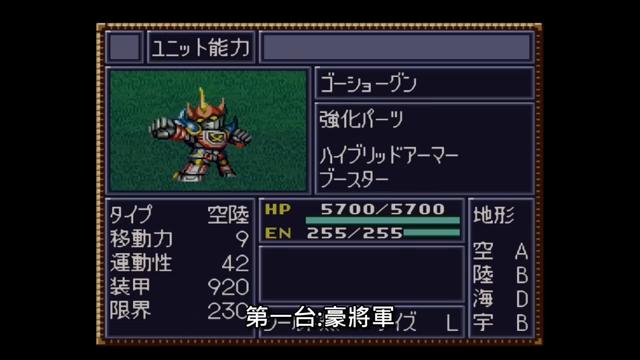 ユニット能力
ゴーショーグン
強化パーツ
ハイブリッドアーマー
ブースター
タイプ 空陸
移動力 9
運動性 42
装甲 920
限界 230
HP 5700/5700
EN 255/255
地形
空 A
陸 B
海 D
宇 B
イズ L
第一台:豪將軍